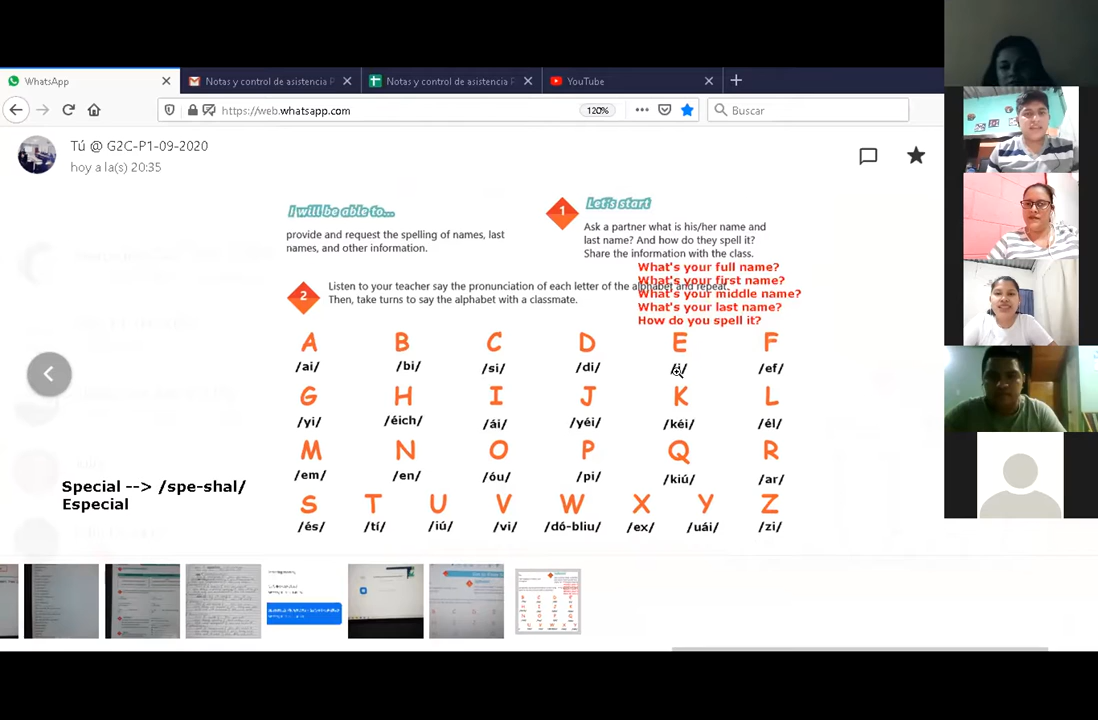 WhatsApp
Notas y control de asistencia P
Notas y control de asistencia P
YouTube
https://web.whatsapp.com
120%
Buscar
Tú @ G2C-P1-09-2020
hoy a la(s) 20:35
I will be able to...
provide and request the spelling of names, last
names, and other information.
1
Let's start
Ask a partner what is his/her name and
last name? And how do they spell it?
Share the information with the class.
What's your full name?
What's your first name?
What's your middle name?
What's your last name?
How do you spell it?
2
Listen to your teacher say the pronunciation of each letter of the alphabet and repeat.
Then, take turns to say the alphabet with a classmate.
A B C D E F
/ai/ /bi/ /si/ /di/ /i/ /ef/
G H I J K L
/yi/ /éich/ /ái/ /yéi/ /kéi/ /él/
M N O P Q R
/em/ /en/ /óu/ /pi/ /kiú/ /ar/
S T U V W X Y Z
/és/ /tí/ /iú/ /vi/ /dó-bliu/ /ex/ /uái/ /zi/
Special --> /spe-shal/
Especial